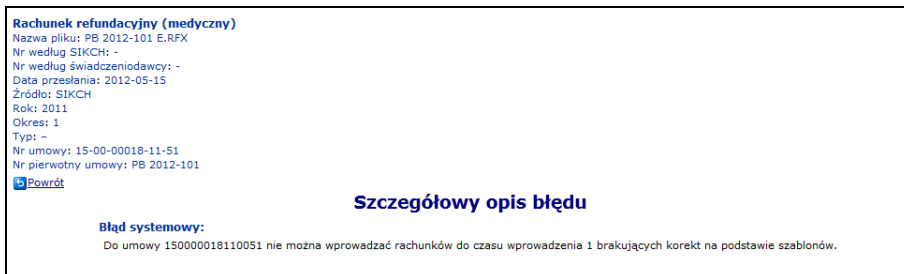 Rachunek refundacyjny (medyczny)
Nazwa pliku: PB 2012-101 E.RFX
Nr według SIKCH: -
Nr według świadczeniodawcy: -
Data przesłania: 2012-05-15
Źródło: SIKCH
Rok: 2011
Okres: 1
Typ: –
Nr umowy: 15-00-00018-11-51
Nr pierwotny umowy: PB 2012-101
Powrót
Szczegółowy opis błędu
Błąd systemowy:
Do umowy 150000018110051 nie można wprowadzać rachunków do czasu wprowadzenia 1 brakujących korekt na podstawie szablonów.